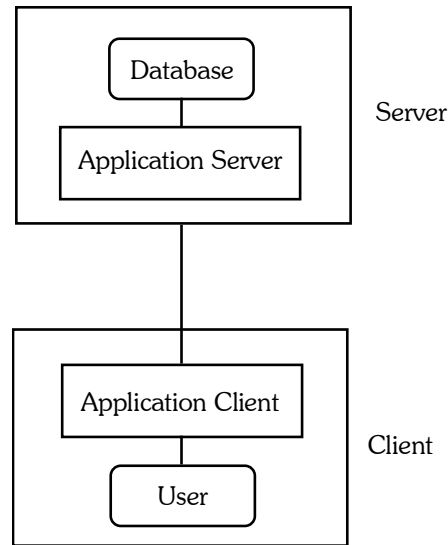 Database
Server
Application Server
Application Client
Client
User